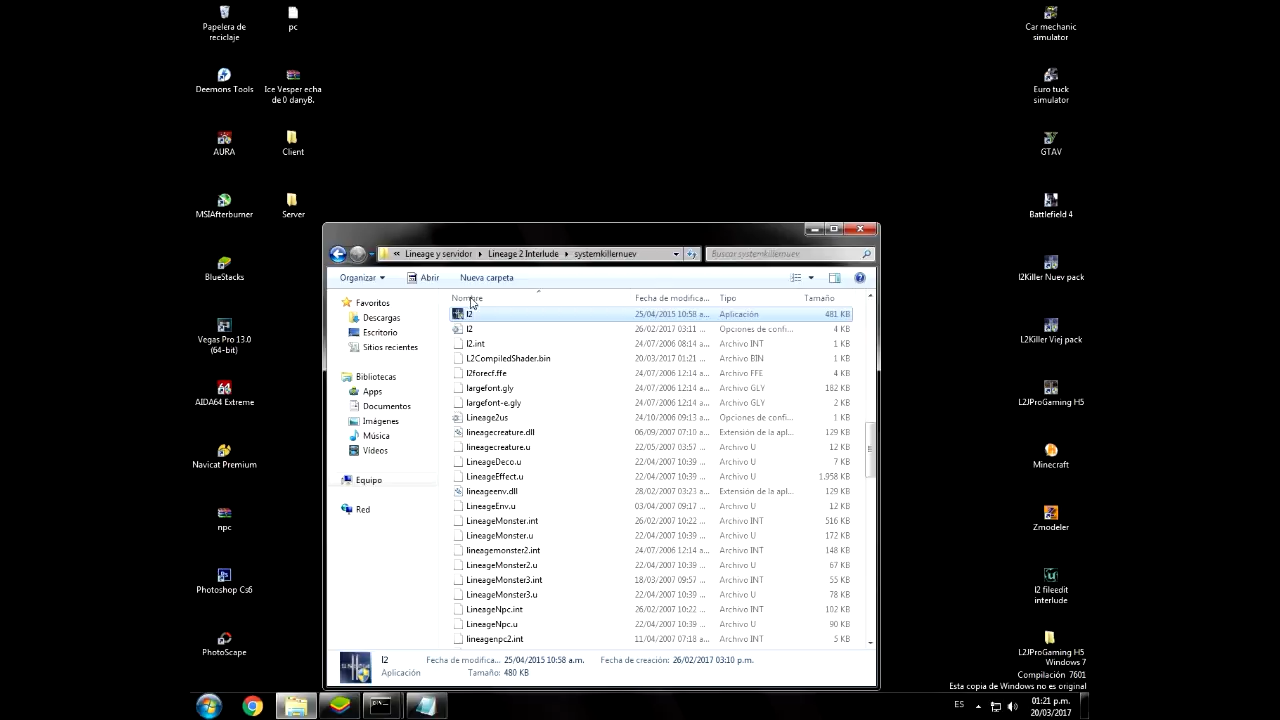 Papelera de
reciclaje
pc
Deemons Tools
Ice Vesper echa
de 0 danyB.
AURA
Client
MSIAfterburner
Server
BlueStacks
Vegas Pro 13.0
(64-bit)
AIDA64 Extreme
Navicat Premium
npc
Photoshop Cs6
PhotoScape
Car mechanic
simulator
Euro tuck
simulator
GTAV
Battlefield 4
l2Killer Nuev pack
L2Killer Viej pack
L2JProGaming H5
Minecraft
Zmodeler
l2 fileedit
interlude
L2JProGaming H5
Windows 7
Compilación 7601
Esta copia de Windows no es original
« Lineage y servidor
Lineage 2 Interlude
systemkillernuev
Buscar systemkillernuev
Organizar
Abrir
Nueva carpeta
Favoritos
Descargas
Escritorio
Sitios recientes
Bibliotecas
Apps
Documentos
Imágenes
Música
Vídeos
Equipo
Red
Nombre Fecha de modifica... Tipo Tamaño
l2 25/04/2015 10:58 a... Aplicación 481 KB
l2 26/02/2017 03:11 ... Opciones de confi... 4 KB
l2.int 24/07/2006 08:14 a... Archivo INT 1 KB
L2CompiledShader.bin 20/03/2017 01:21 ... Archivo BIN 1 KB
l2forecf.ffe 24/07/2006 12:14 a... Archivo FFE 4 KB
largefont.gly 24/07/2006 12:14 a... Archivo GLY 182 KB
largefont-e.gly 24/07/2006 12:14 a... Archivo GLY 2 KB
Lineage2us 24/10/2006 09:13 a... Opciones de confi... 1 KB
lineagecreature.dll 06/09/2007 07:10 a... Extensión de la apl... 129 KB
lineagecreature.u 22/05/2007 03:57 ... Archivo U 12 KB
LineageDeco.u 22/04/2007 10:39 ... Archivo U 7 KB
LineageEffect.u 22/04/2007 10:39 ... Archivo U 1.958 KB
lineageenv.dll 28/02/2007 03:23 a... Extensión de la apl... 129 KB
LineageEnv.u 03/04/2007 09:17 ... Archivo U 12 KB
LineageMonster.int 26/02/2007 10:22 ... Archivo INT 516 KB
LineageMonster.u 22/04/2007 10:39 ... Archivo U 172 KB
lineagemonster2.int 24/07/2006 12:14 a... Archivo INT 148 KB
LineageMonster2.u 22/04/2007 10:39 ... Archivo U 67 KB
LineageMonster3.int 18/03/2007 09:57 ... Archivo INT 55 KB
LineageMonster3.u 22/04/2007 10:39 ... Archivo U 78 KB
LineageNpc.int 26/02/2007 10:22 ... Archivo INT 102 KB
LineageNpc.u 22/04/2007 10:39 ... Archivo U 90 KB
lineagenpc2.int 11/04/2007 07:18 a... Archivo INT 5 KB
l2 Fecha de modifica... 25/04/2015 10:58 a.m. Fecha de creación: 26/02/2017 03:10 p.m.
Aplicación Tamaño: 480 KB
ES
01:21 p.m.
20/03/2017